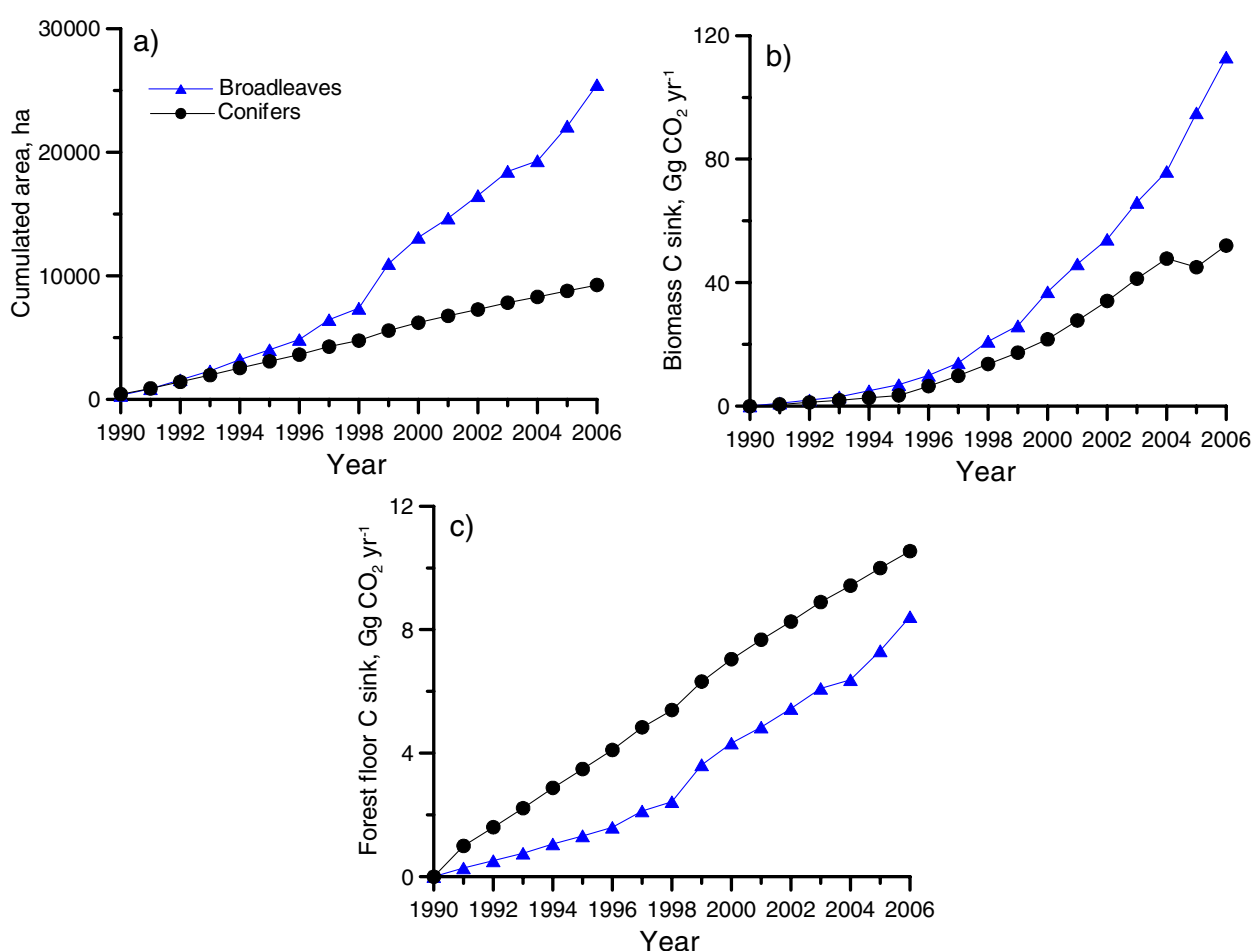 a)
Cumulated area, ha
30000
20000
10000
0
Broadleaves
Conifers
1990 1992 1994 1996 1998 2000 2002 2004 2006
Year
b)
Biomass C sink, Gg CO₂ yr⁻¹
120
80
40
0
1990 1992 1994 1996 1998 2000 2002 2004 2006
Year
c)
Forest floor C sink, Gg CO₂ yr⁻¹
12
8
4
0
1990 1992 1994 1996 1998 2000 2002 2004 2006
Year